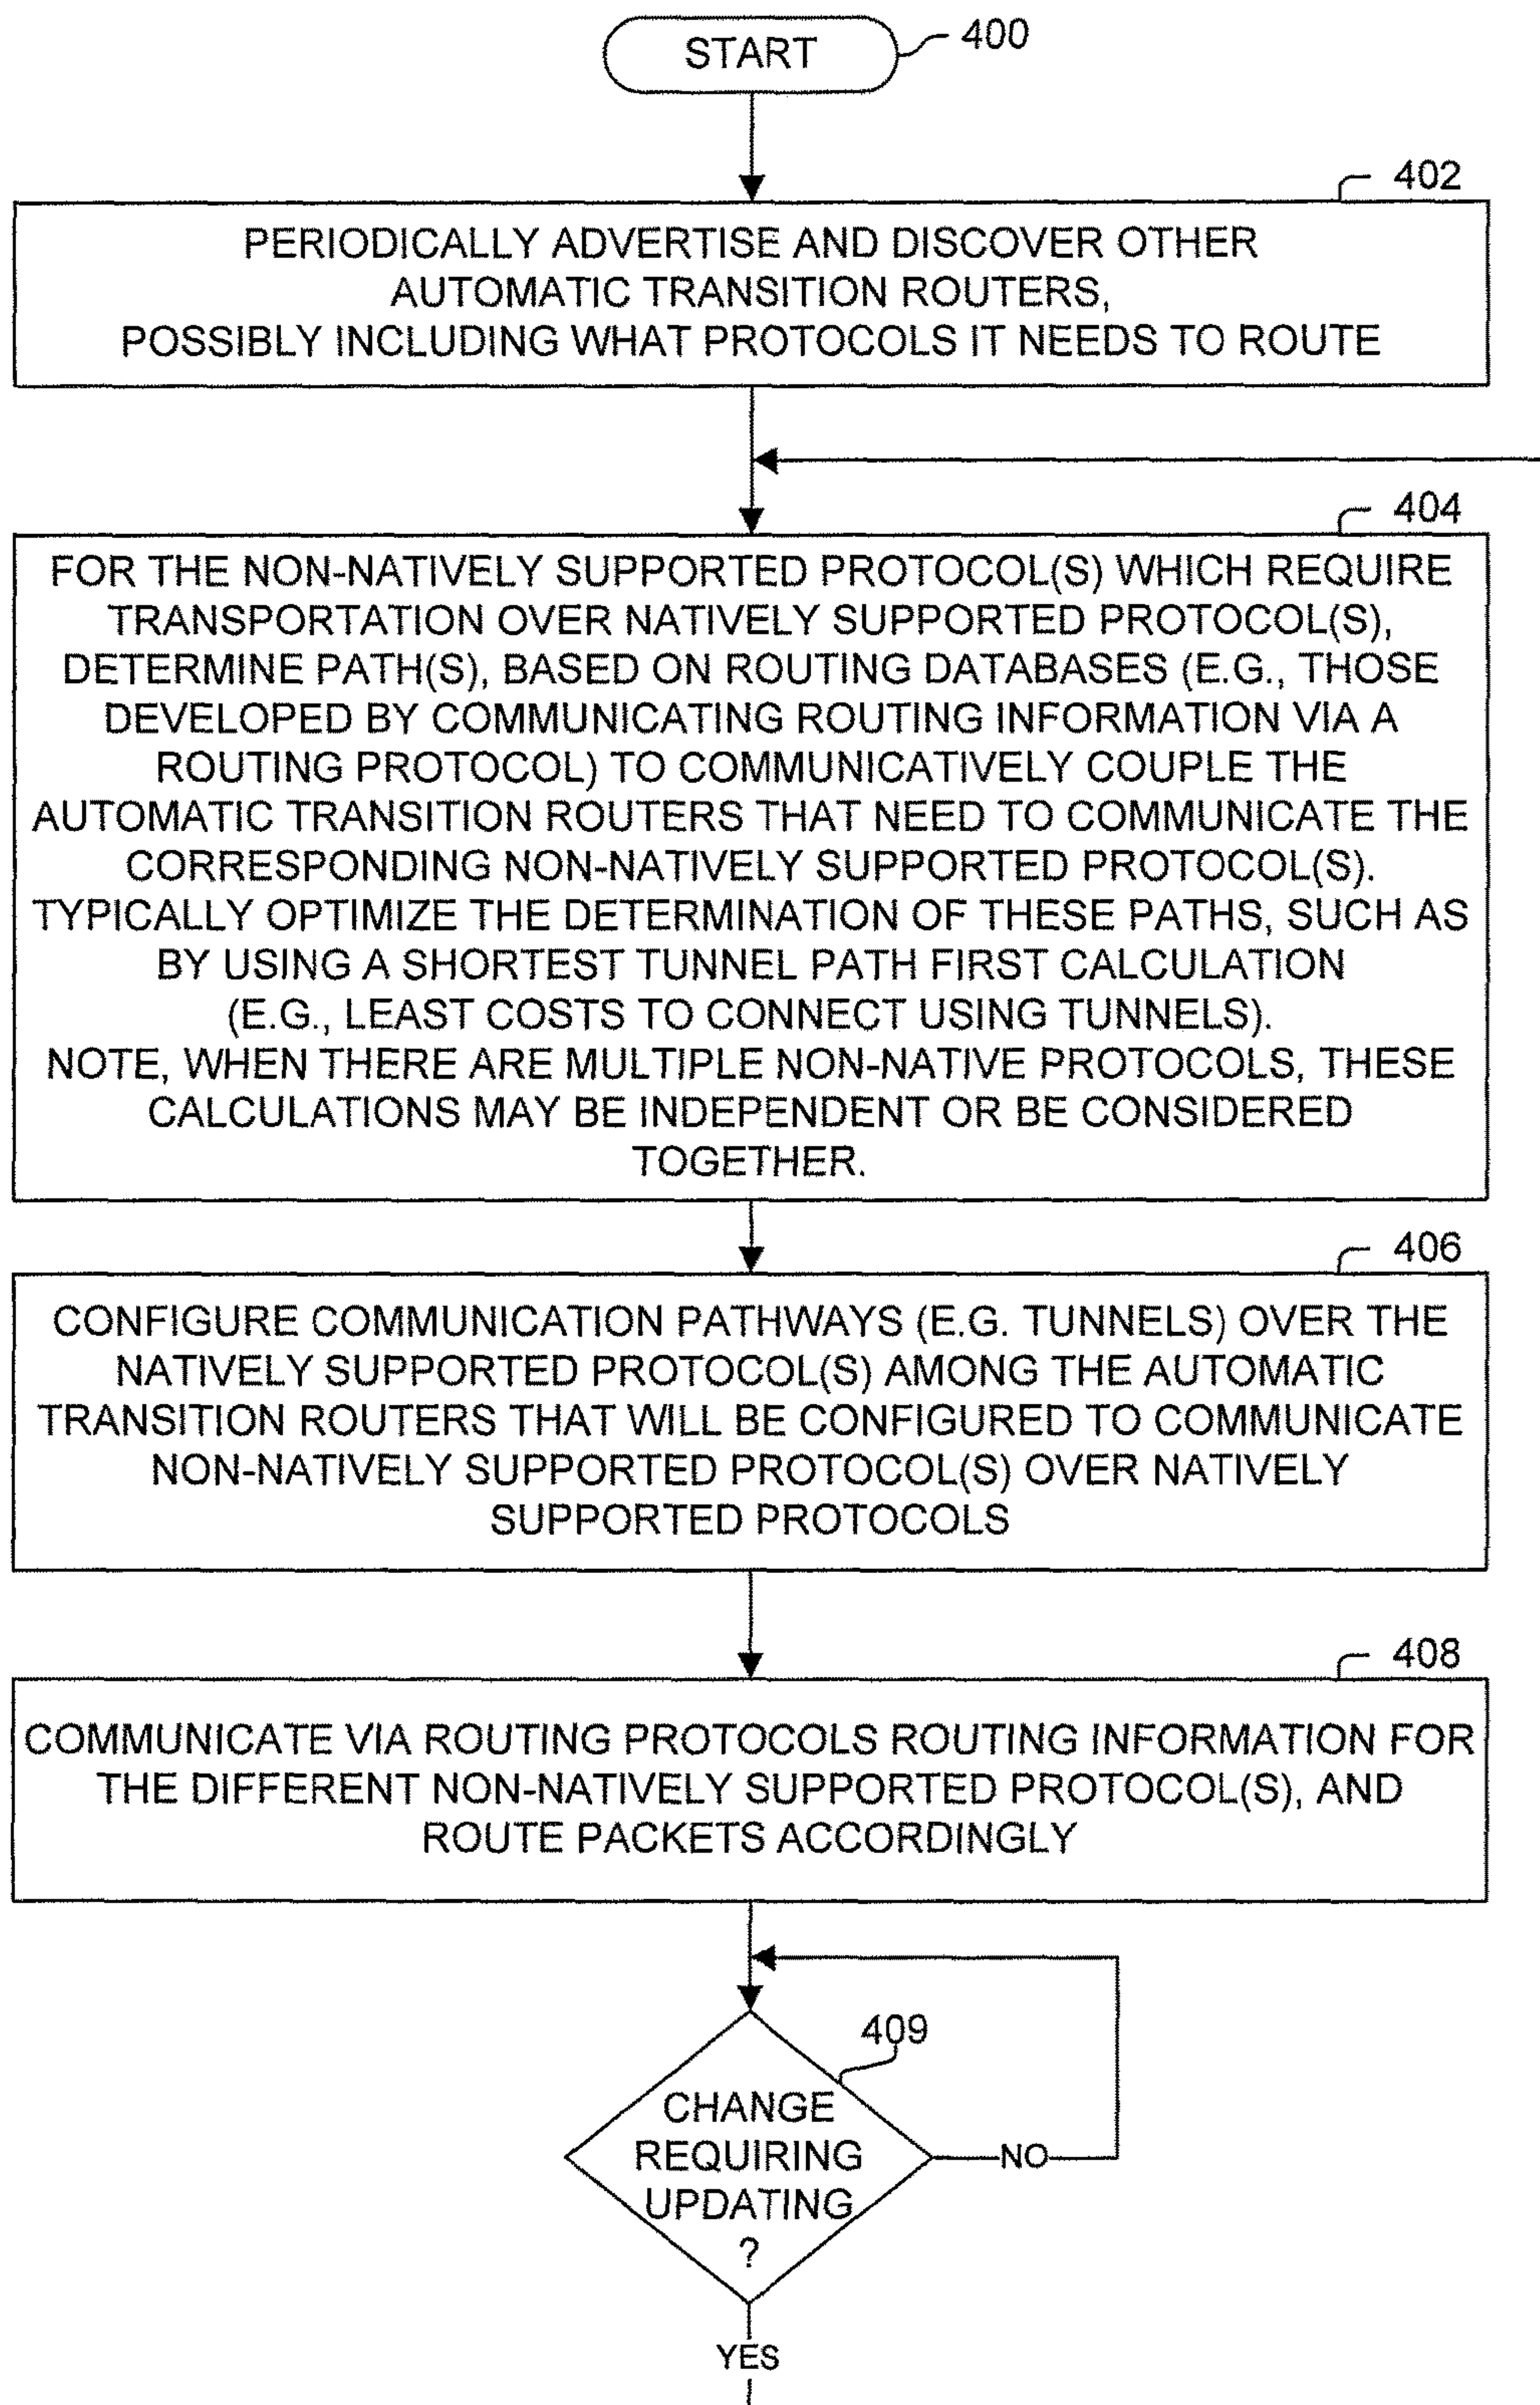 START
400
402
PERIODICALLY ADVERTISE AND DISCOVER OTHER
AUTOMATIC TRANSITION ROUTERS,
POSSIBLY INCLUDING WHAT PROTOCOLS IT NEEDS TO ROUTE
404
FOR THE NON-NATIVELY SUPPORTED PROTOCOL(S) WHICH REQUIRE
TRANSPORTATION OVER NATIVELY SUPPORTED PROTOCOL(S),
DETERMINE PATH(S), BASED ON ROUTING DATABASES (E.G., THOSE
DEVELOPED BY COMMUNICATING ROUTING INFORMATION VIA A
ROUTING PROTOCOL) TO COMMUNICATIVELY COUPLE THE
AUTOMATIC TRANSITION ROUTERS THAT NEED TO COMMUNICATE THE
CORRESPONDING NON-NATIVELY SUPPORTED PROTOCOL(S).
TYPICALLY OPTIMIZE THE DETERMINATION OF THESE PATHS, SUCH AS
BY USING A SHORTEST TUNNEL PATH FIRST CALCULATION
(E.G., LEAST COSTS TO CONNECT USING TUNNELS).
NOTE, WHEN THERE ARE MULTIPLE NON-NATIVE PROTOCOLS, THESE
CALCULATIONS MAY BE INDEPENDENT OR BE CONSIDERED
TOGETHER.
406
CONFIGURE COMMUNICATION PATHWAYS (E.G. TUNNELS) OVER THE
NATIVELY SUPPORTED PROTOCOL(S) AMONG THE AUTOMATIC
TRANSITION ROUTERS THAT WILL BE CONFIGURED TO COMMUNICATE
NON-NATIVELY SUPPORTED PROTOCOL(S) OVER NATIVELY
SUPPORTED PROTOCOLS
408
COMMUNICATE VIA ROUTING PROTOCOLS ROUTING INFORMATION FOR
THE DIFFERENT NON-NATIVELY SUPPORTED PROTOCOL(S), AND
ROUTE PACKETS ACCORDINGLY
409
CHANGE
REQUIRING
UPDATING
?
NO
YES